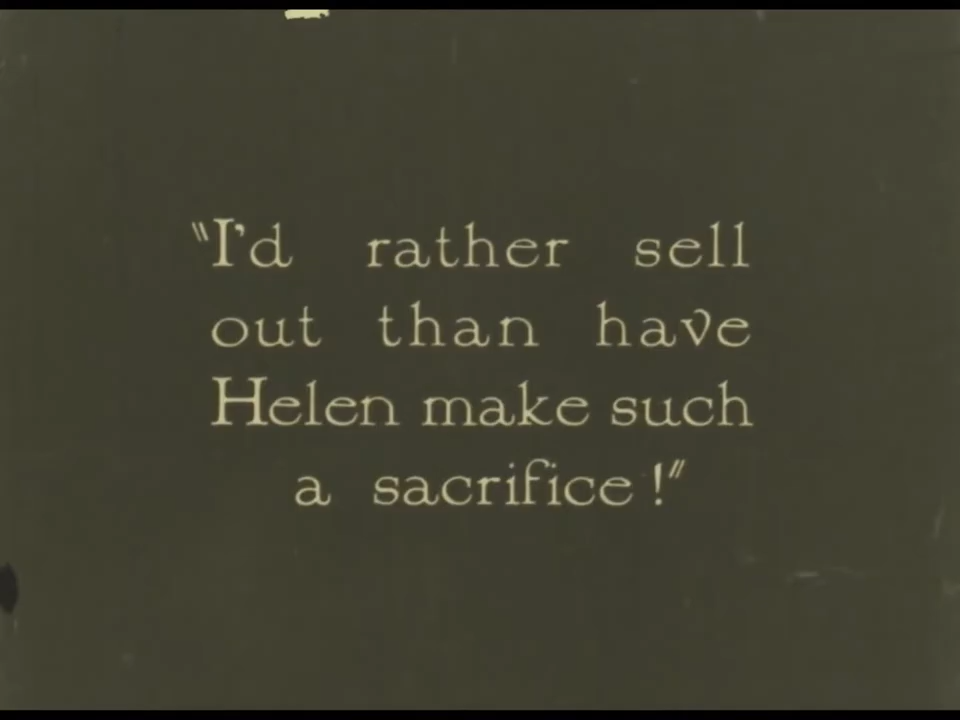 "I'd rather sell
out than have
Helen make such
a sacrifice!"